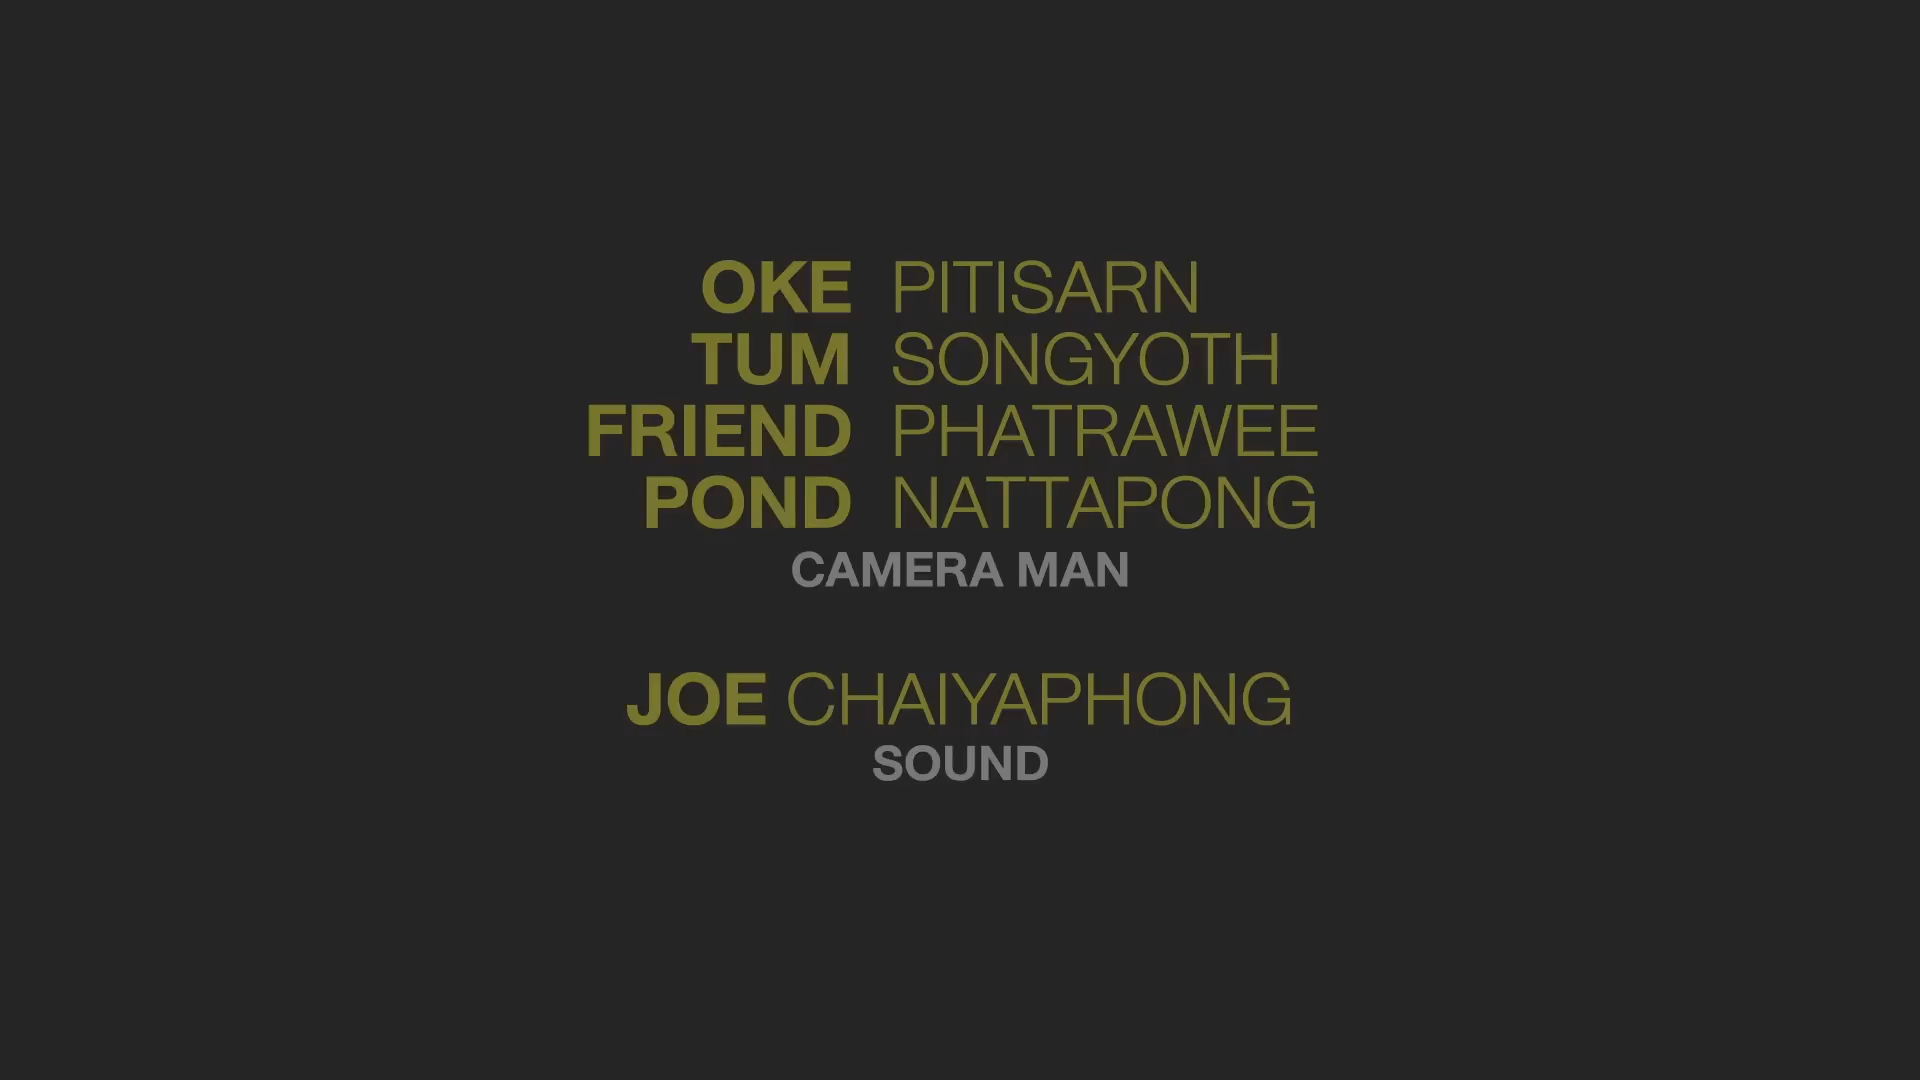 OKE PITISARN
TUM SONGYOTH
FRIEND PHATRAWEE
POND NATTAPONG
CAMERA MAN
JOE CHAIYAPHONG
SOUND